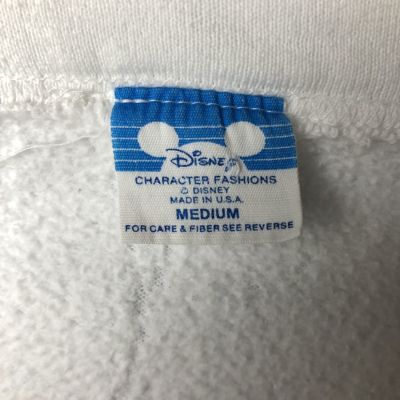 Disney
CHARACTER FASHIONS
© DISNEY
MADE IN U.S.A.
MEDIUM
FOR CARE & FIBER SEE REVERSE